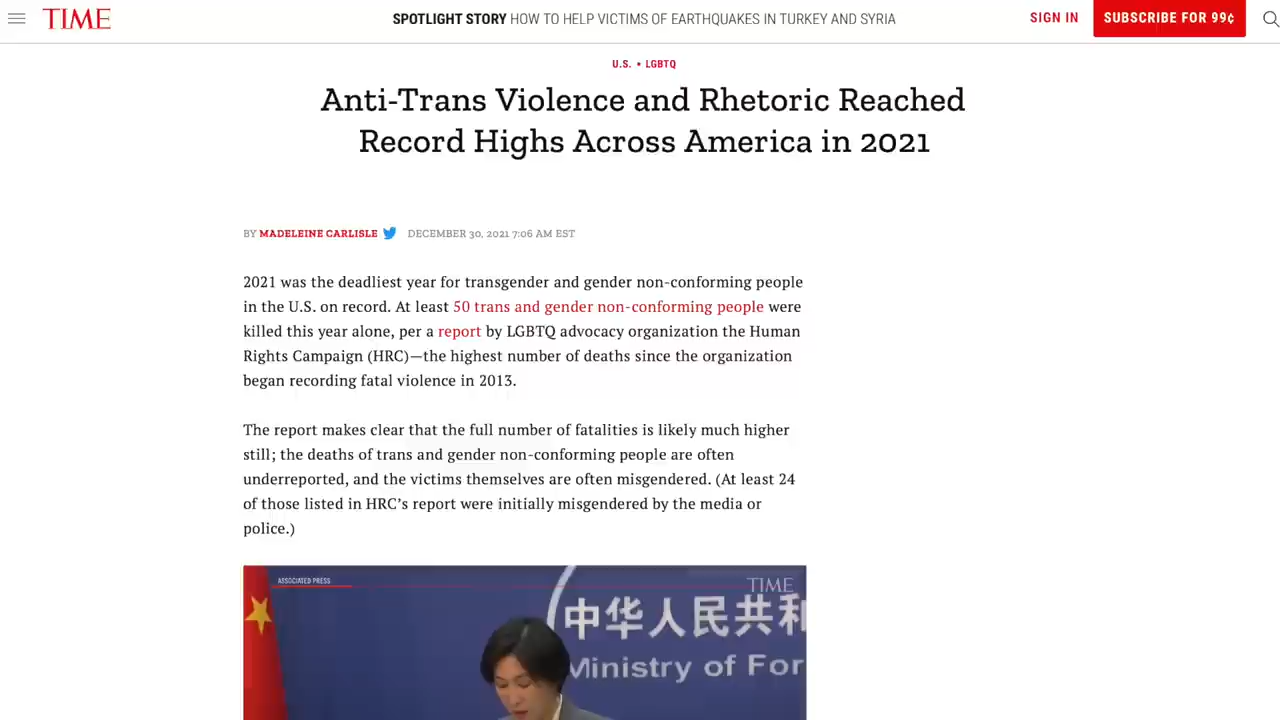 TIME
SPOTLIGHT STORY HOW TO HELP VICTIMS OF EARTHQUAKES IN TURKEY AND SYRIA
SIGN IN
SUBSCRIBE FOR 99¢
U.S. • LGBTQ
Anti-Trans Violence and Rhetoric Reached
Record Highs Across America in 2021
BY MADELEINE CARLISLE DECEMBER 30, 2021 7:06 AM EST
2021 was the deadliest year for transgender and gender non-conforming people
in the U.S. on record. At least 50 trans and gender non-conforming people were
killed this year alone, per a report by LGBTQ advocacy organization the Human
Rights Campaign (HRC)—the highest number of deaths since the organization
began recording fatal violence in 2013.
The report makes clear that the full number of fatalities is likely much higher
still; the deaths of trans and gender non-conforming people are often
underreported, and the victims themselves are often misgendered. (At least 24
of those listed in HRC's report were initially misgendered by the media or
police.)
ASSOCIATED PRESS
TIME
中华人民共和
Ministry of For